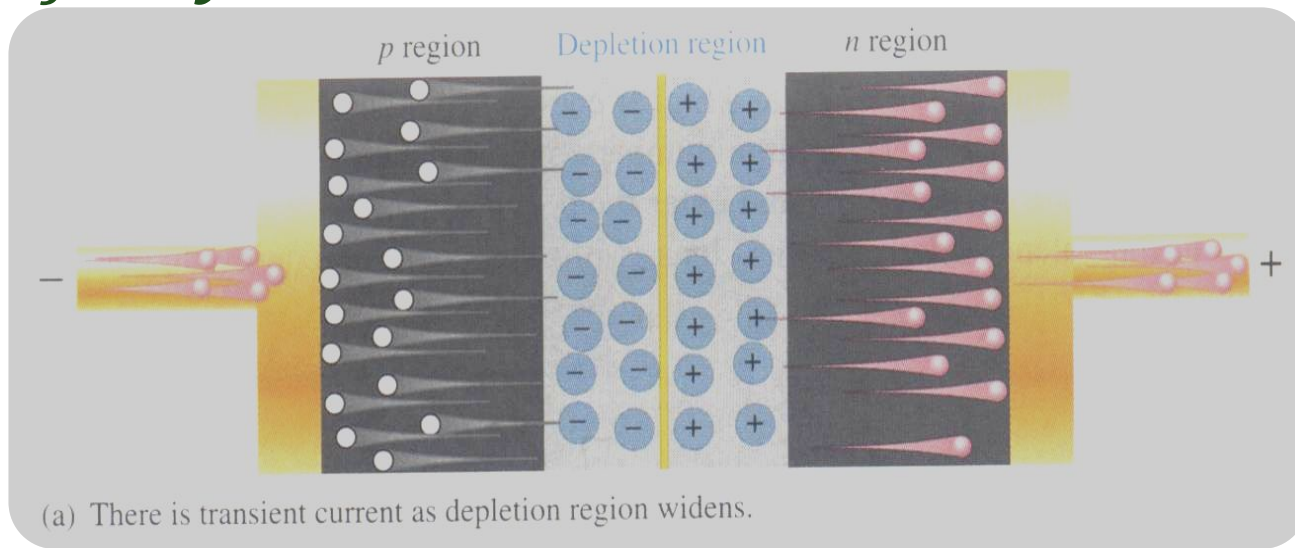 p region Depletion region n region
− +
(a) There is transient current as depletion region widens.